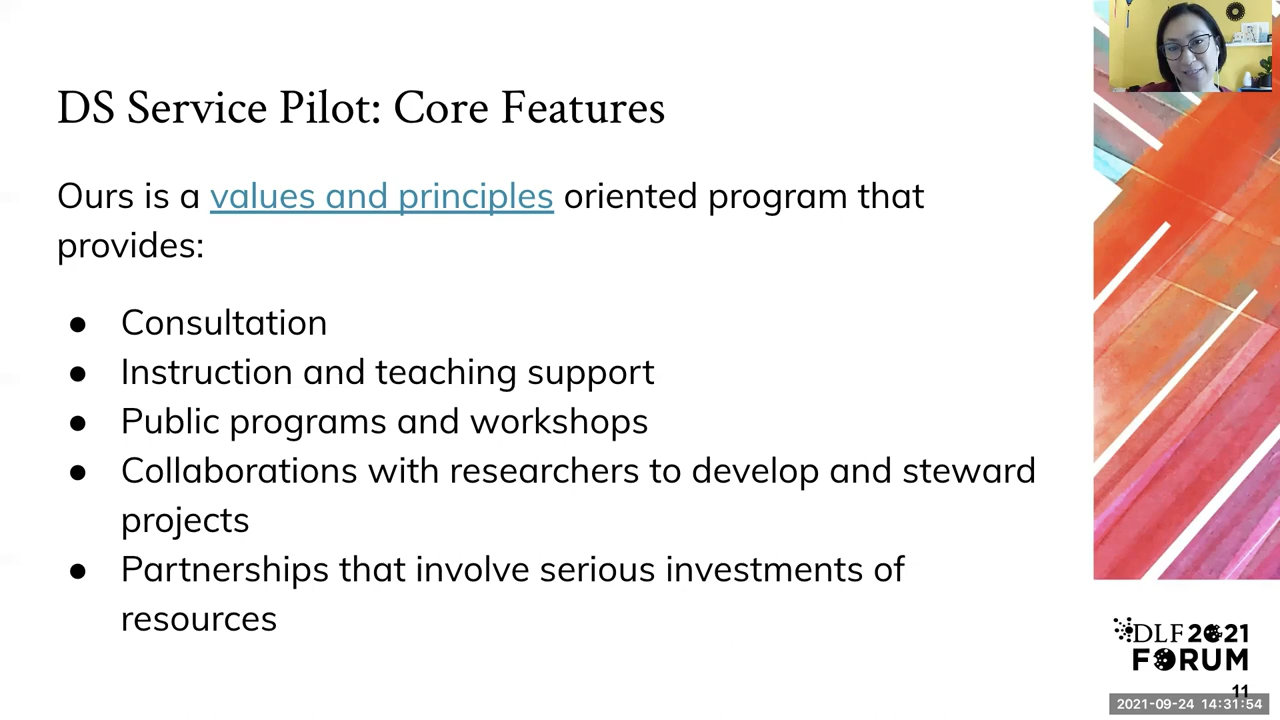 DS Service Pilot: Core Features
Ours is a values and principles oriented program that
provides:
● Consultation
● Instruction and teaching support
● Public programs and workshops
● Collaborations with researchers to develop and steward
projects
● Partnerships that involve serious investments of
resources
DLF 2021
FORUM
11
2021-09-24 14:31:54